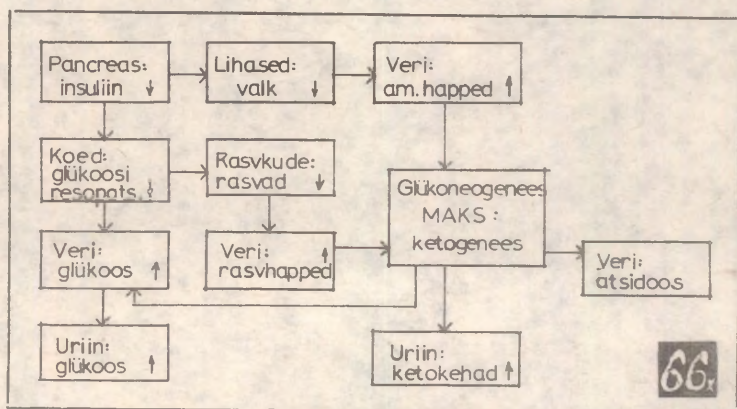 Pancreas:
insuliin ↓
Lihased:
valk ↓
Veri:
am. happed ↑
Koed:
glükoosi
resopats. ↓
Rasvkude:
rasvad ↓
Glükoneogenees
MAKS:
ketogenees
Veri:
glükoos ↑
Veri: ↑
rasvhapped
Veri:
atsidoos
Uriin:
glükoos ↑
Uriin:
ketokehad ↑
66x